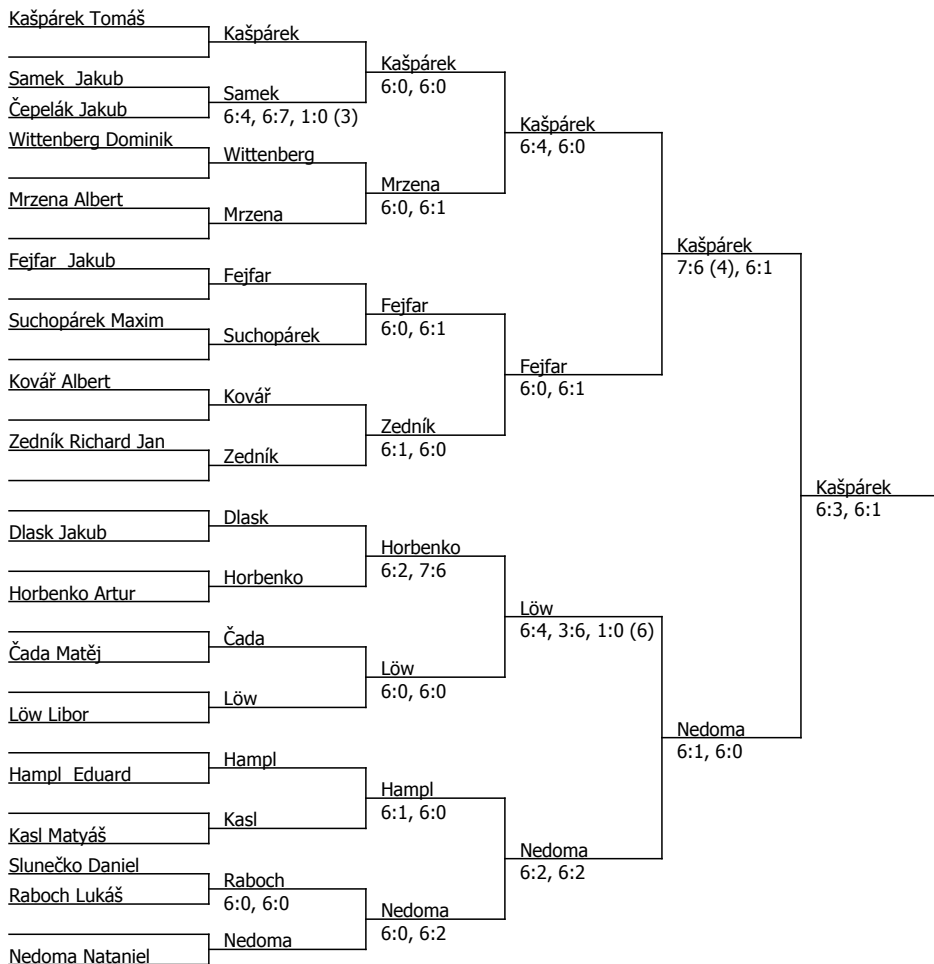 Kašpárek Tomáš
Samek  Jakub
Čepelák Jakub
Wittenberg Dominik
Mrzena Albert
Fejfar  Jakub
Suchopárek Maxim
Kovář Albert
Zedník Richard Jan
Dlask Jakub
Horbenko Artur
Čada Matěj
Löw Libor
Hampl  Eduard
Kasl Matyáš
Slunečko Daniel
Raboch Lukáš
Nedoma Nataniel
Kašpárek
Samek
6:4, 6:7, 1:0 (3)
Wittenberg
Mrzena
Fejfar
Suchopárek
Kovář
Zedník
Dlask
Horbenko
Čada
Löw
Hampl
Kasl
Raboch
6:0, 6:0
Nedoma
Kašpárek
6:0, 6:0
Mrzena
6:0, 6:1
Fejfar
6:0, 6:1
Zedník
6:1, 6:0
Horbenko
6:2, 7:6
Löw
6:0, 6:0
Hampl
6:1, 6:0
Nedoma
6:0, 6:2
Kašpárek
6:4, 6:0
Fejfar
6:0, 6:1
Löw
6:4, 3:6, 1:0 (6)
Nedoma
6:2, 6:2
Kašpárek
7:6 (4), 6:1
Nedoma
6:1, 6:0
Kašpárek
6:3, 6:1